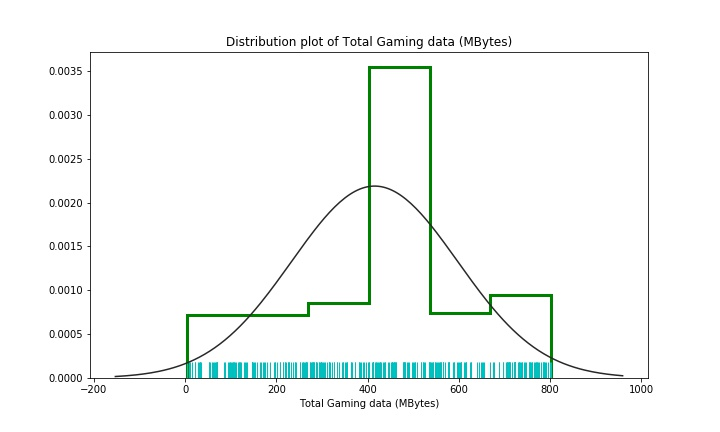 Distribution plot of Total Gaming data (MBytes)
0.0035
0.0030
0.0025
0.0020
0.0015
0.0010
0.0005
0.0000
−200 0 200 400 600 800 1000
Total Gaming data (MBytes)